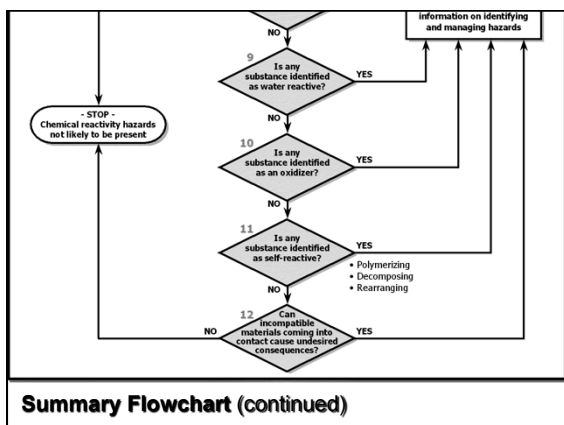 information on identifying
and managing hazards
NO
9
Is any
substance identified
as water reactive?
YES
- STOP -
Chemical reactivity hazards
not likely to be present
NO
10
Is any
substance identified
as an oxidizer?
YES
NO
11
Is any
substance identified
as self-reactive?
YES
• Polymerizing
• Decomposing
• Rearranging
NO
12
Can
incompatible
materials coming into
contact cause undesired
consequences?
NO
YES
Summary Flowchart (continued)